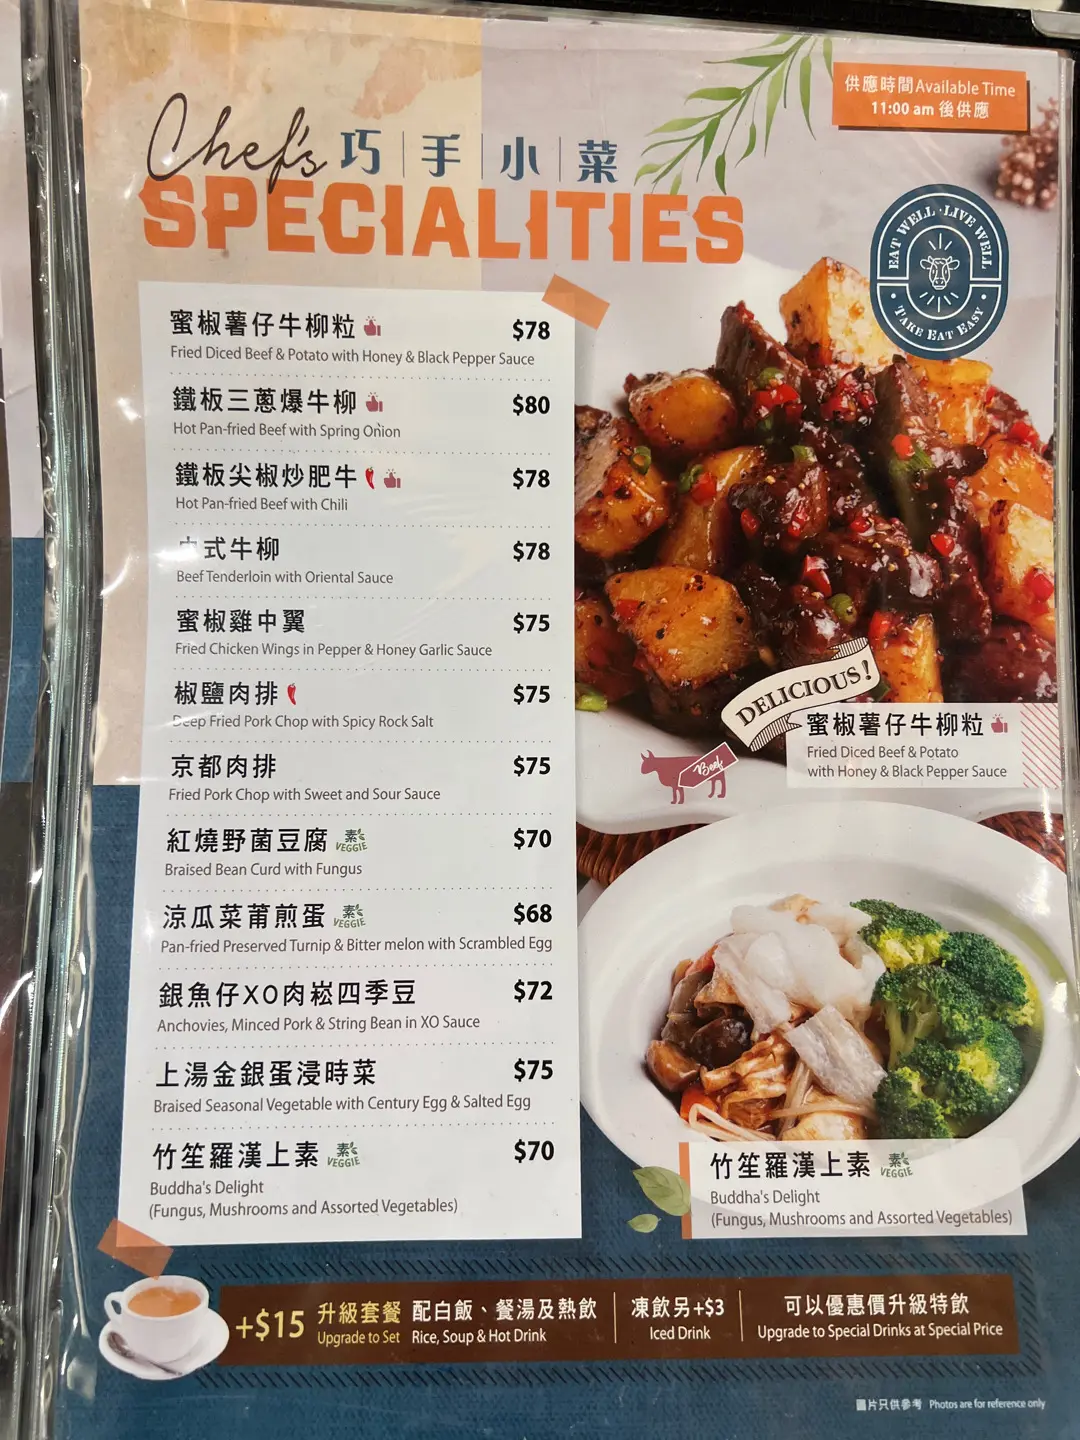 供應時間Available Time
11:00 am 後供應
Chef's 巧手小菜
SPECIALITIES
EAT WELL · LIVE WELL
· TAKE EAT EASY ·
蜜椒薯仔牛柳粒 $78
Fried Diced Beef & Potato with Honey & Black Pepper Sauce
鐵板三蔥爆牛柳 $80
Hot Pan-fried Beef with Spring Onion
鐵板尖椒炒肥牛 $78
Hot Pan-fried Beef with Chili
中式牛柳 $78
Beef Tenderloin with Oriental Sauce
蜜椒雞中翼 $75
Fried Chicken Wings in Pepper & Honey Garlic Sauce
椒鹽肉排 $75
Deep Fried Pork Chop with Spicy Rock Salt
京都肉排 $75
Fried Pork Chop with Sweet and Sour Sauce
紅燒野菌豆腐 素 VEGGIE $70
Braised Bean Curd with Fungus
涼瓜菜莆煎蛋 素 VEGGIE $68
Pan-fried Preserved Turnip & Bitter melon with Scrambled Egg
銀魚仔XO肉崧四季豆 $72
Anchovies, Minced Pork & String Bean in XO Sauce
上湯金銀蛋浸時菜 $75
Braised Seasonal Vegetable with Century Egg & Salted Egg
竹笙羅漢上素 素 VEGGIE $70
Buddha's Delight
(Fungus, Mushrooms and Assorted Vegetables)
DELICIOUS!
Beef
蜜椒薯仔牛柳粒
Fried Diced Beef & Potato
with Honey & Black Pepper Sauce
竹笙羅漢上素 素 VEGGIE
Buddha's Delight
(Fungus, Mushrooms and Assorted Vegetables)
+$15 升級套餐 配白飯、餐湯及熱飲 凍飲另+$3 可以優惠價升級特飲
Upgrade to Set Rice, Soup & Hot Drink Iced Drink Upgrade to Special Drinks at Special Price
圖片只供參考 Photos are for reference only